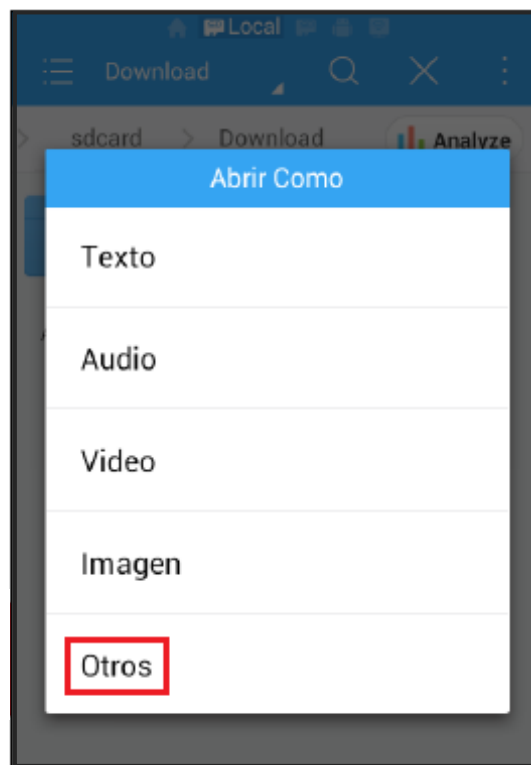 Local
Download
sdcard > Download
Analyze
Abrir Como
Texto
Audio
Video
Imagen
Otros